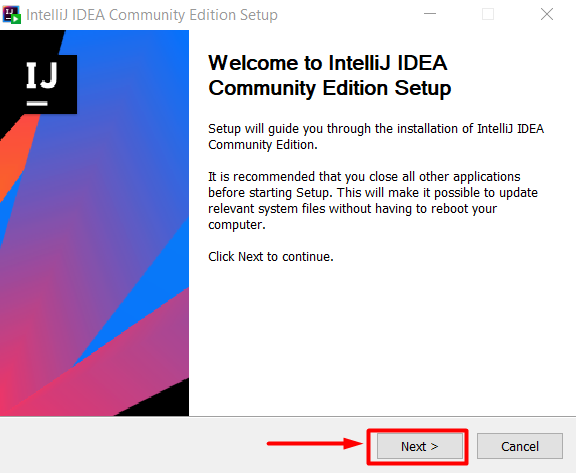 IntelliJ IDEA Community Edition Setup
IJ
Welcome to IntelliJ IDEA
Community Edition Setup
Setup will guide you through the installation of IntelliJ IDEA
Community Edition.
It is recommended that you close all other applications
before starting Setup. This will make it possible to update
relevant system files without having to reboot your
computer.
Click Next to continue.
Next >
Cancel